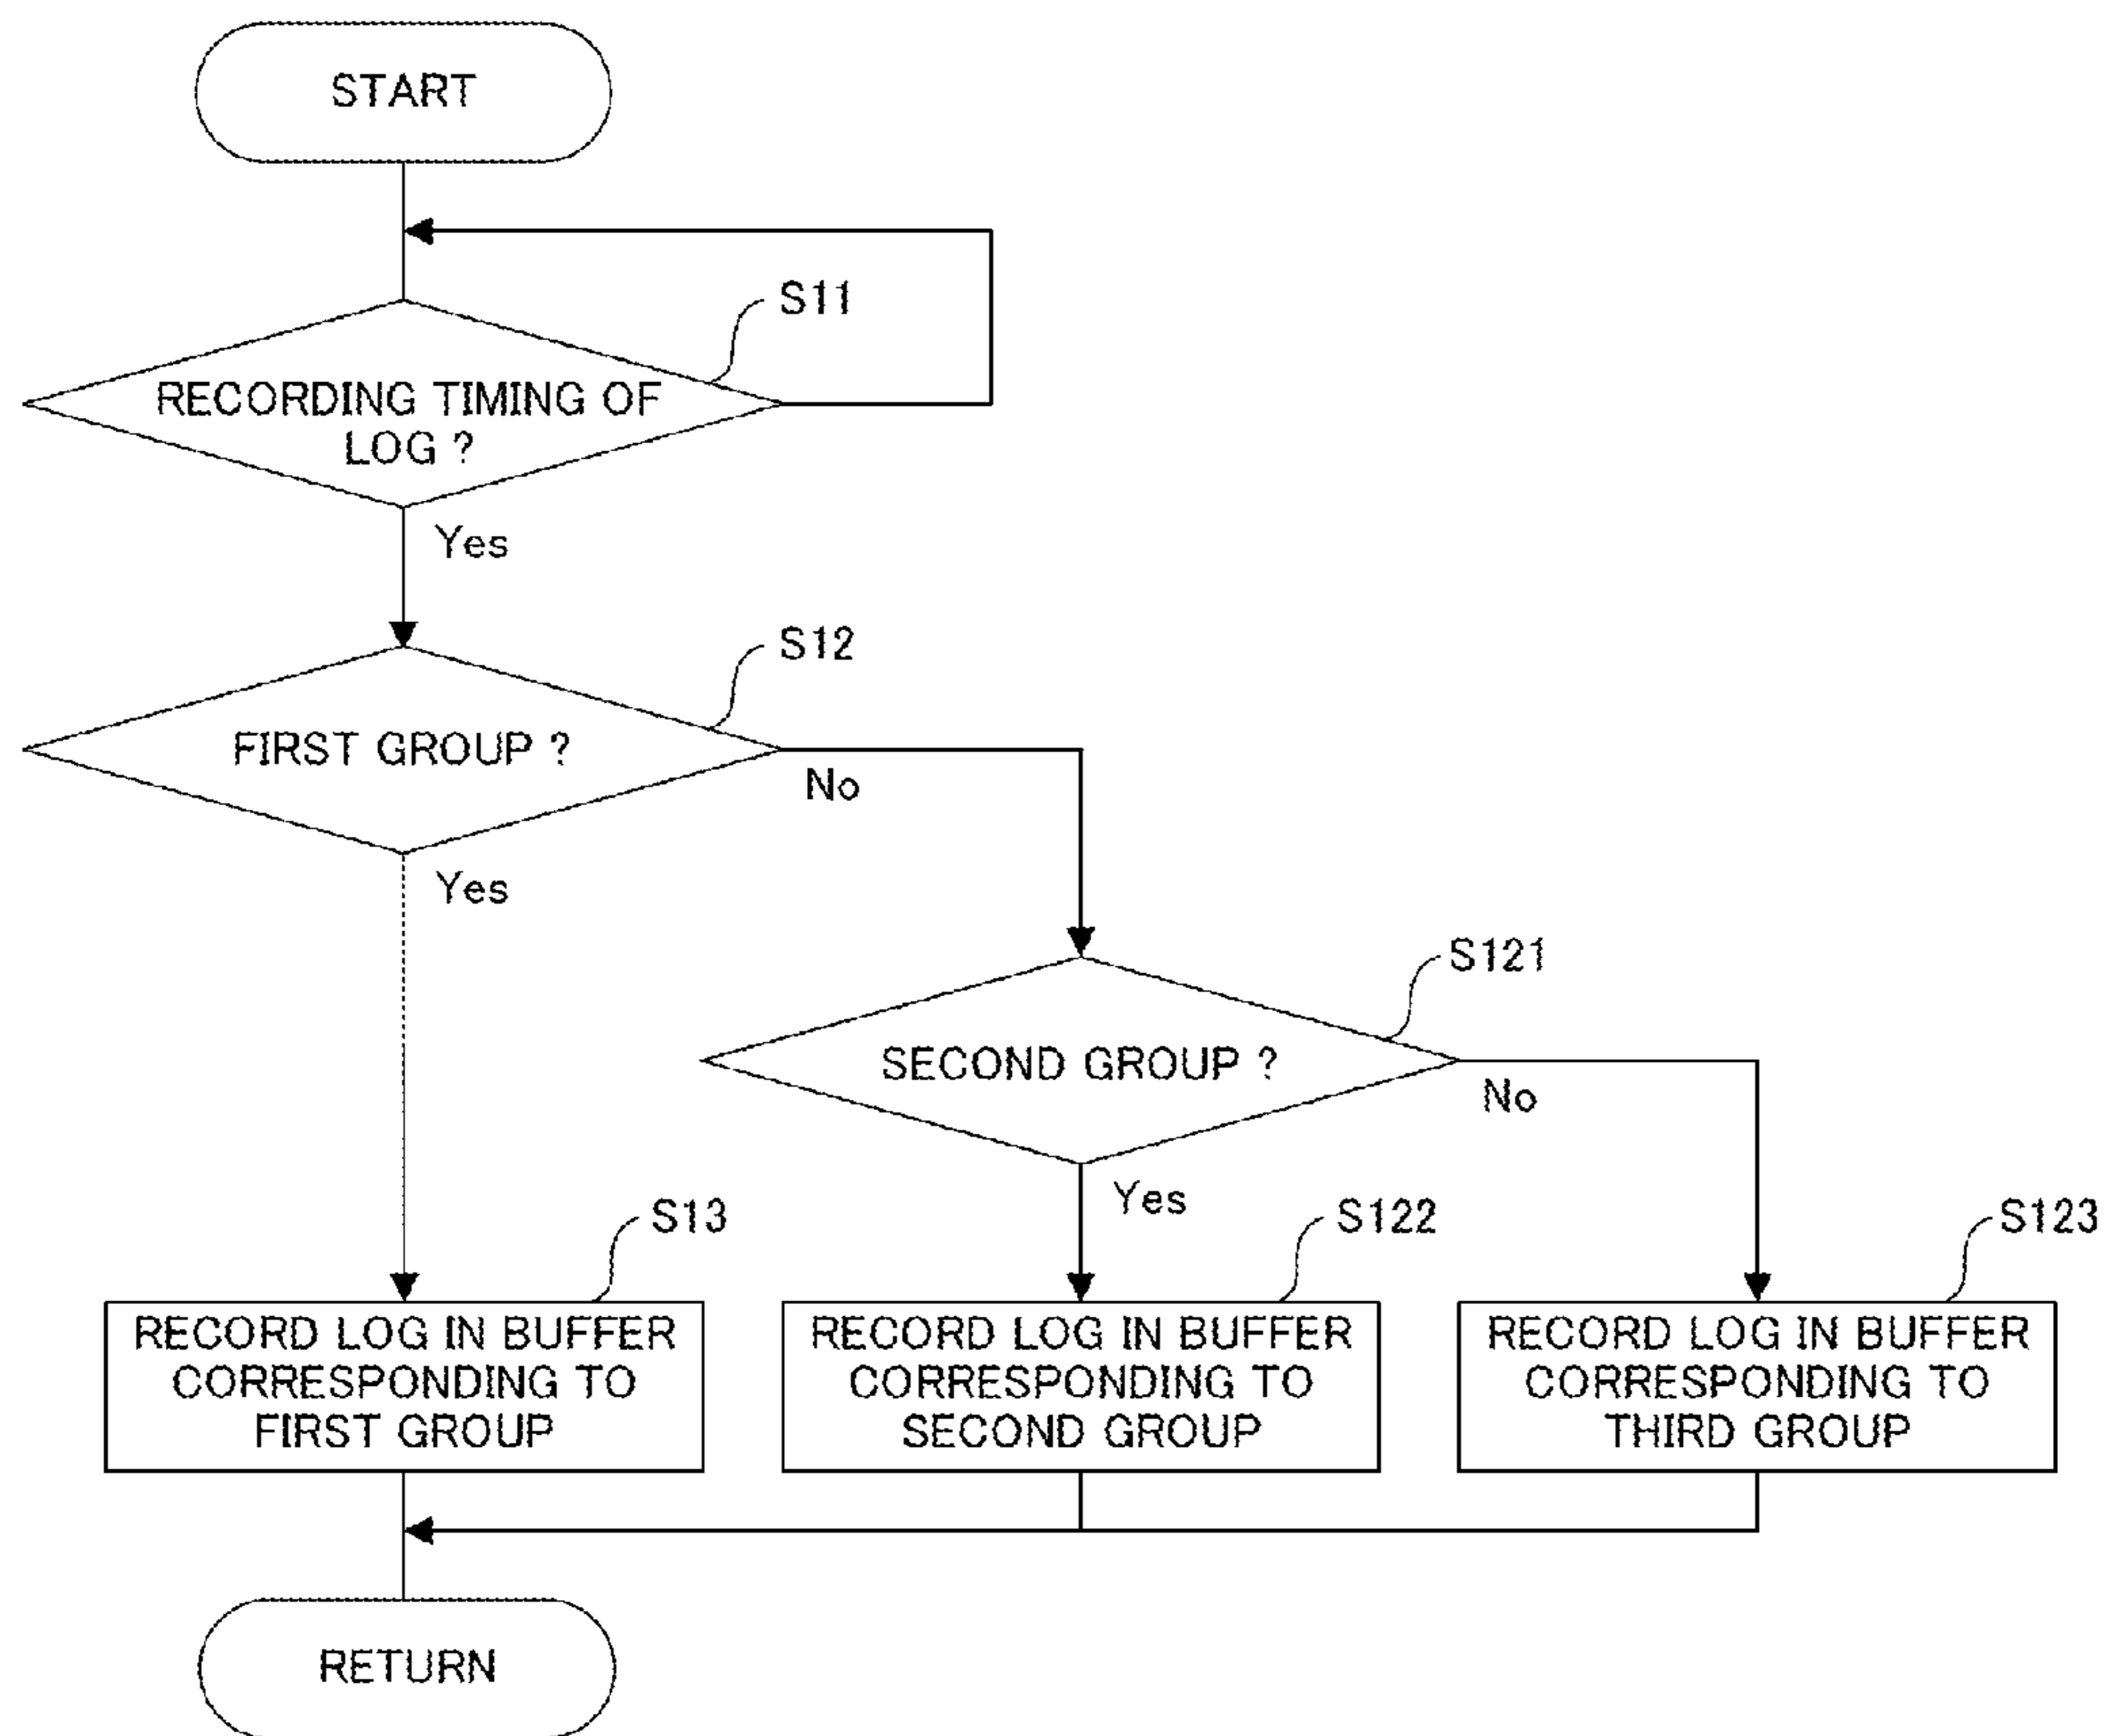 START
S11
RECORDING TIMING OF
LOG ?
Yes
S12
FIRST GROUP ?
No
Yes
S121
SECOND GROUP ?
No
Yes
S13
S122
S123
RECORD LOG IN BUFFER
CORRESPONDING TO
FIRST GROUP
RECORD LOG IN BUFFER
CORRESPONDING TO
SECOND GROUP
RECORD LOG IN BUFFER
CORRESPONDING TO
THIRD GROUP
RETURN